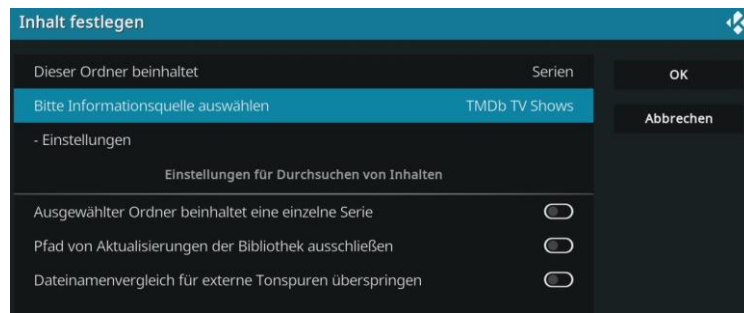 Inhalt festlegen
Dieser Ordner beinhaltet Serien
OK
Bitte Informationsquelle auswählen TMDb TV Shows
Abbrechen
- Einstellungen
Einstellungen für Durchsuchen von Inhalten
Ausgewählter Ordner beinhaltet eine einzelne Serie
Pfad von Aktualisierungen der Bibliothek ausschließen
Dateinamenvergleich für externe Tonspuren überspringen